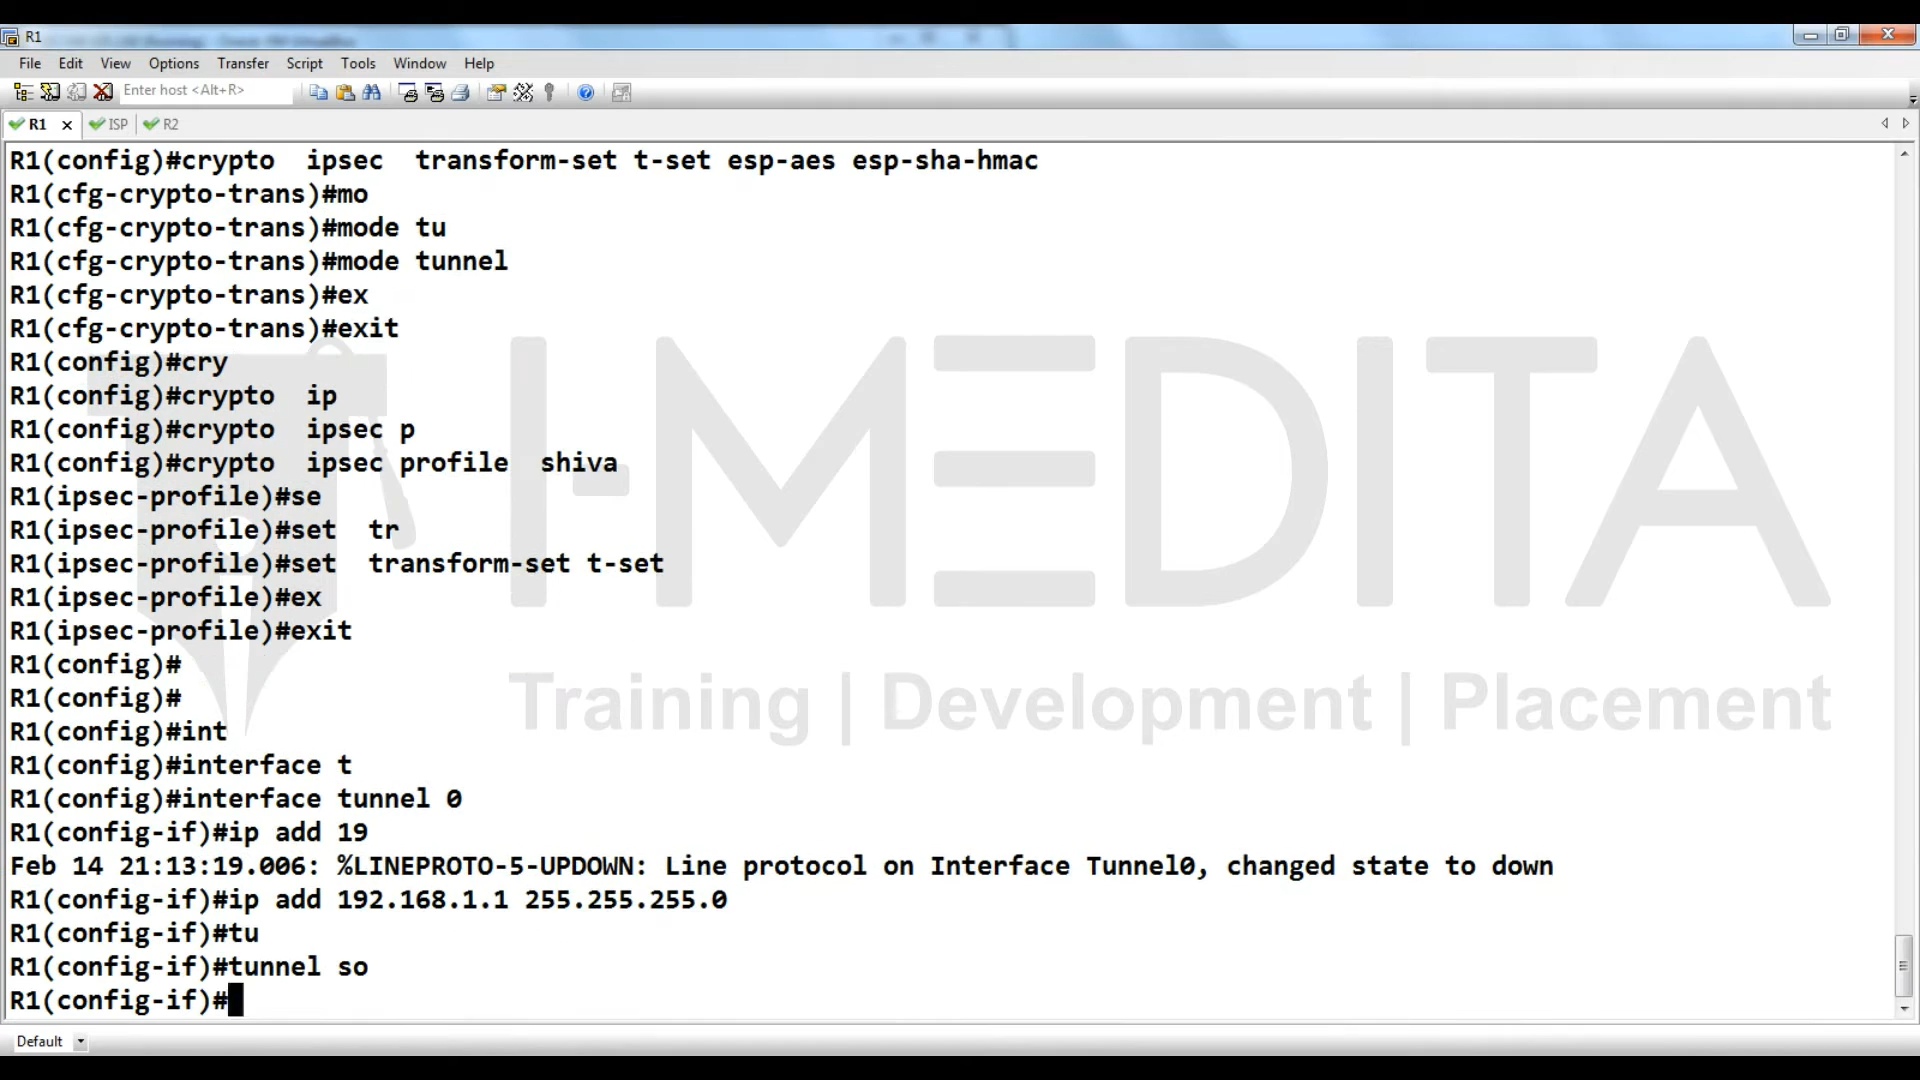 R1
File Edit View Options Transfer Script Tools Window Help
Enter host <Alt+R>
R1 ISP R2
R1(config)#crypto  ipsec  transform-set t-set esp-aes esp-sha-hmac
R1(cfg-crypto-trans)#mo
R1(cfg-crypto-trans)#mode tu
R1(cfg-crypto-trans)#mode tunnel
R1(cfg-crypto-trans)#ex
R1(cfg-crypto-trans)#exit
R1(config)#cry
R1(config)#crypto  ip
R1(config)#crypto  ipsec p
R1(config)#crypto  ipsec profile  shiva
R1(ipsec-profile)#se
R1(ipsec-profile)#set  tr
R1(ipsec-profile)#set  transform-set t-set
R1(ipsec-profile)#ex
R1(ipsec-profile)#exit
R1(config)#
R1(config)#
R1(config)#int
R1(config)#interface t
R1(config)#interface tunnel 0
R1(config-if)#ip add 19
Feb 14 21:13:19.006: %LINEPROTO-5-UPDOWN: Line protocol on Interface Tunnel0, changed state to down
R1(config-if)#ip add 192.168.1.1 255.255.255.0
R1(config-if)#tu
R1(config-if)#tunnel so
R1(config-if)#
I-MEDITA
Training | Development | Placement
Default